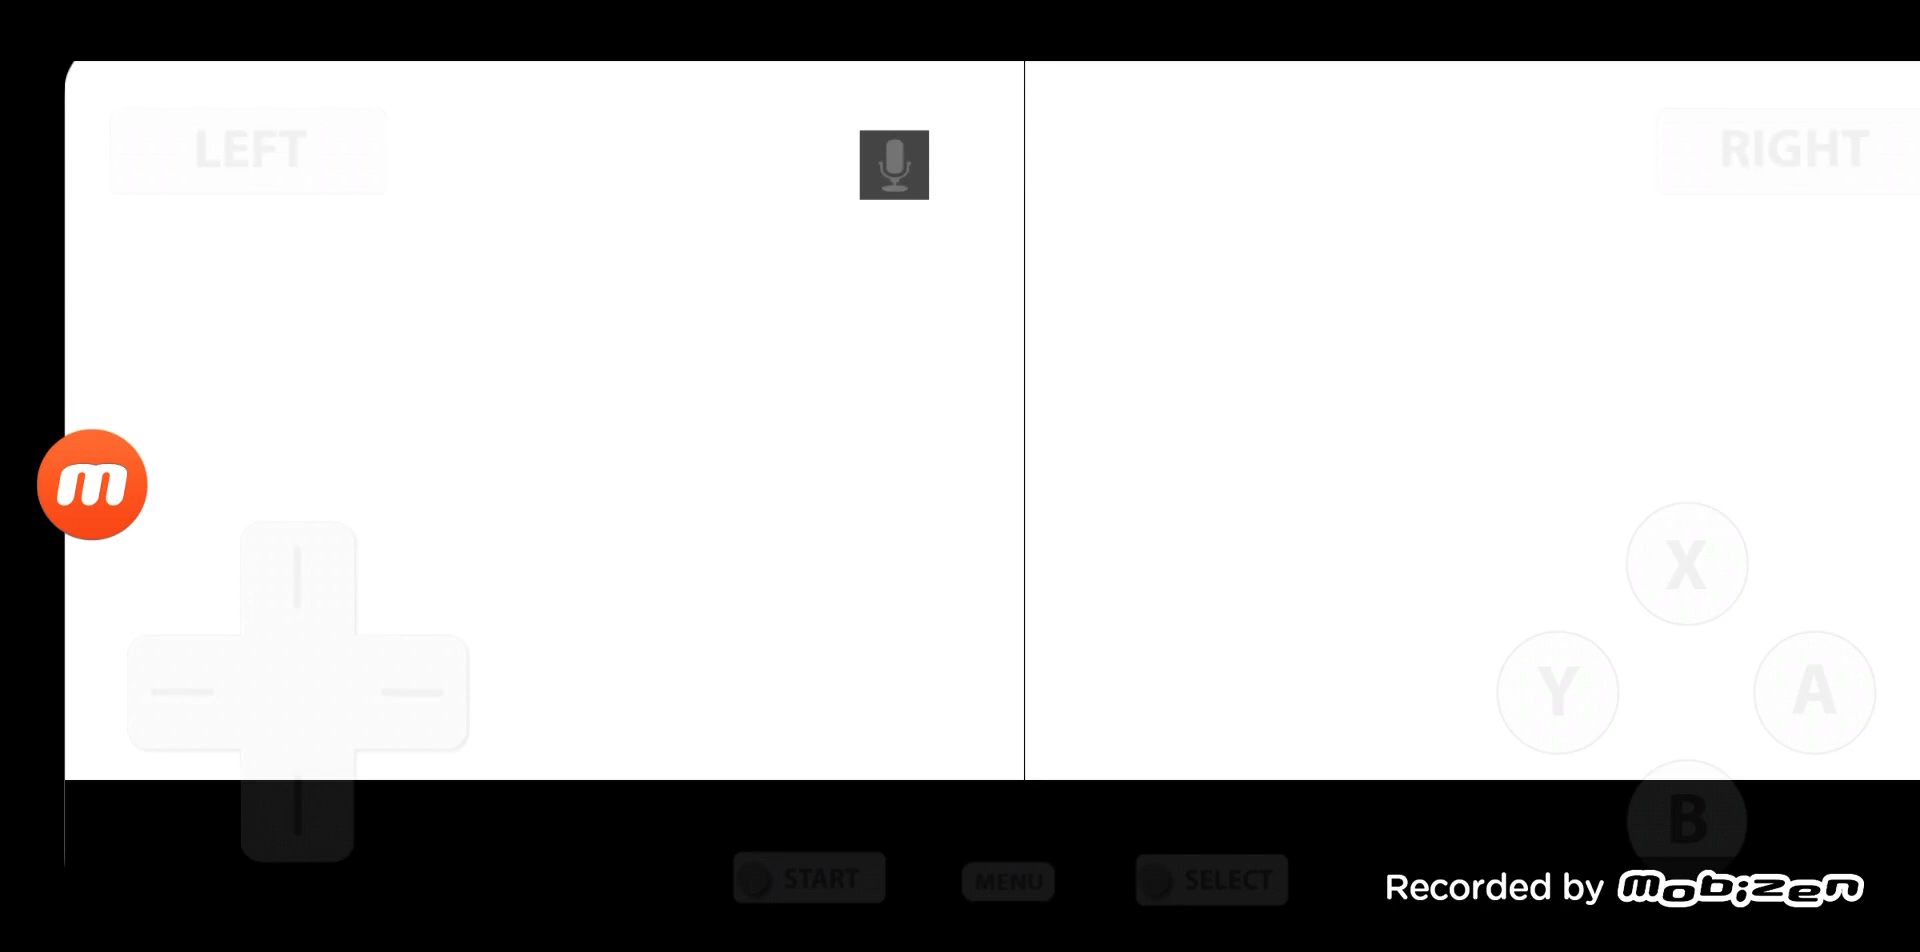 LEFT
RIGHT
m
X
Y
A
B
START
MENU
SELECT
Recorded by mobizen